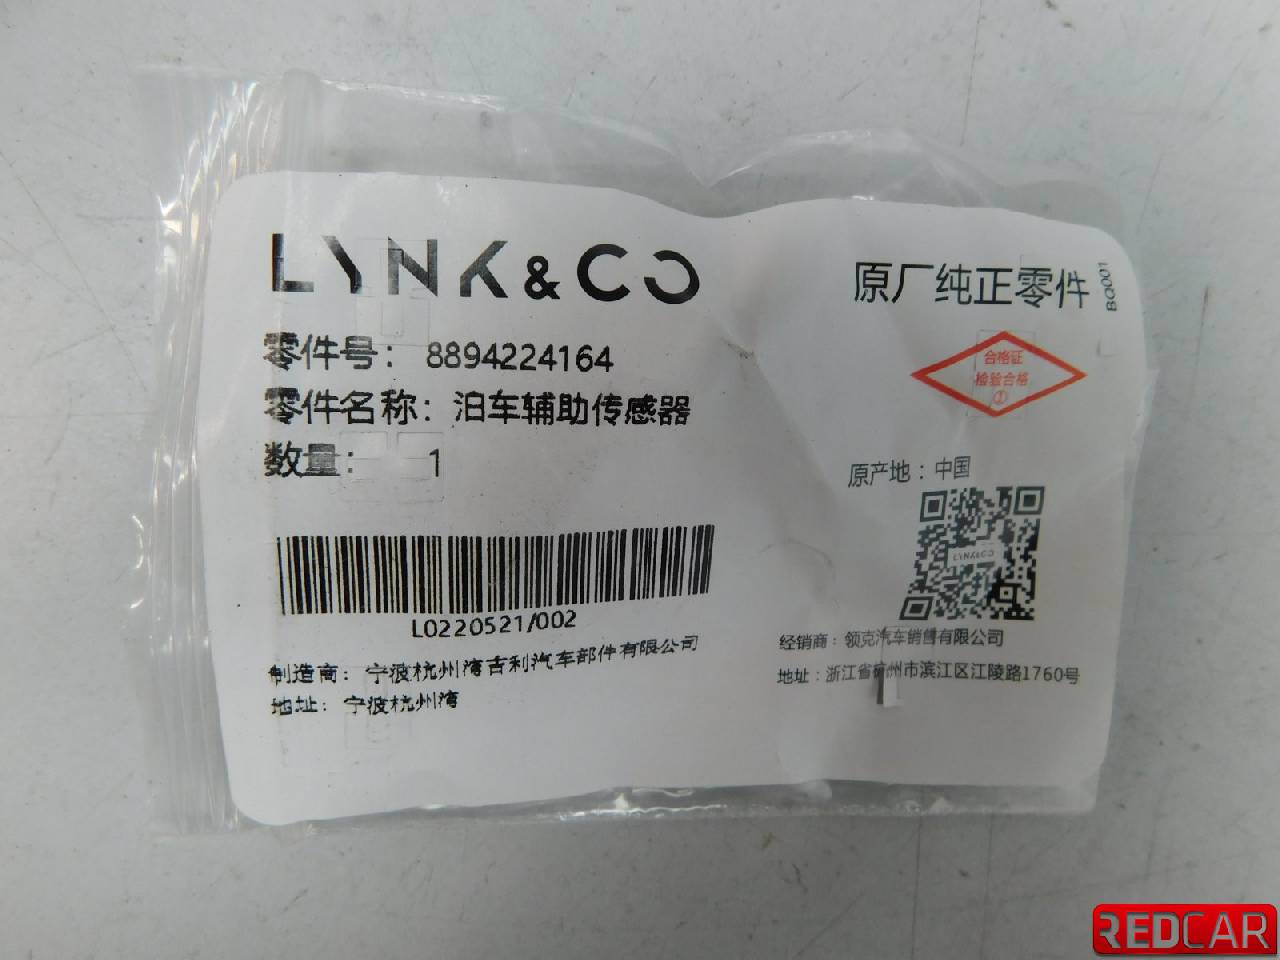 LYNK&CO
零件号： 8894224164
零件名称：泊车辅助传感器
数量： 1
L0220521/002
制造商：宁波杭州湾吉利汽车部件有限公司
地址：宁波杭州湾
原厂纯正零件
BQ001
合格证
检验合格
①
原产地：中国
LYNK&CO
经销商：领克汽车销售有限公司
地址：浙江省杭州市滨江区江陵路1760号
REDCAR